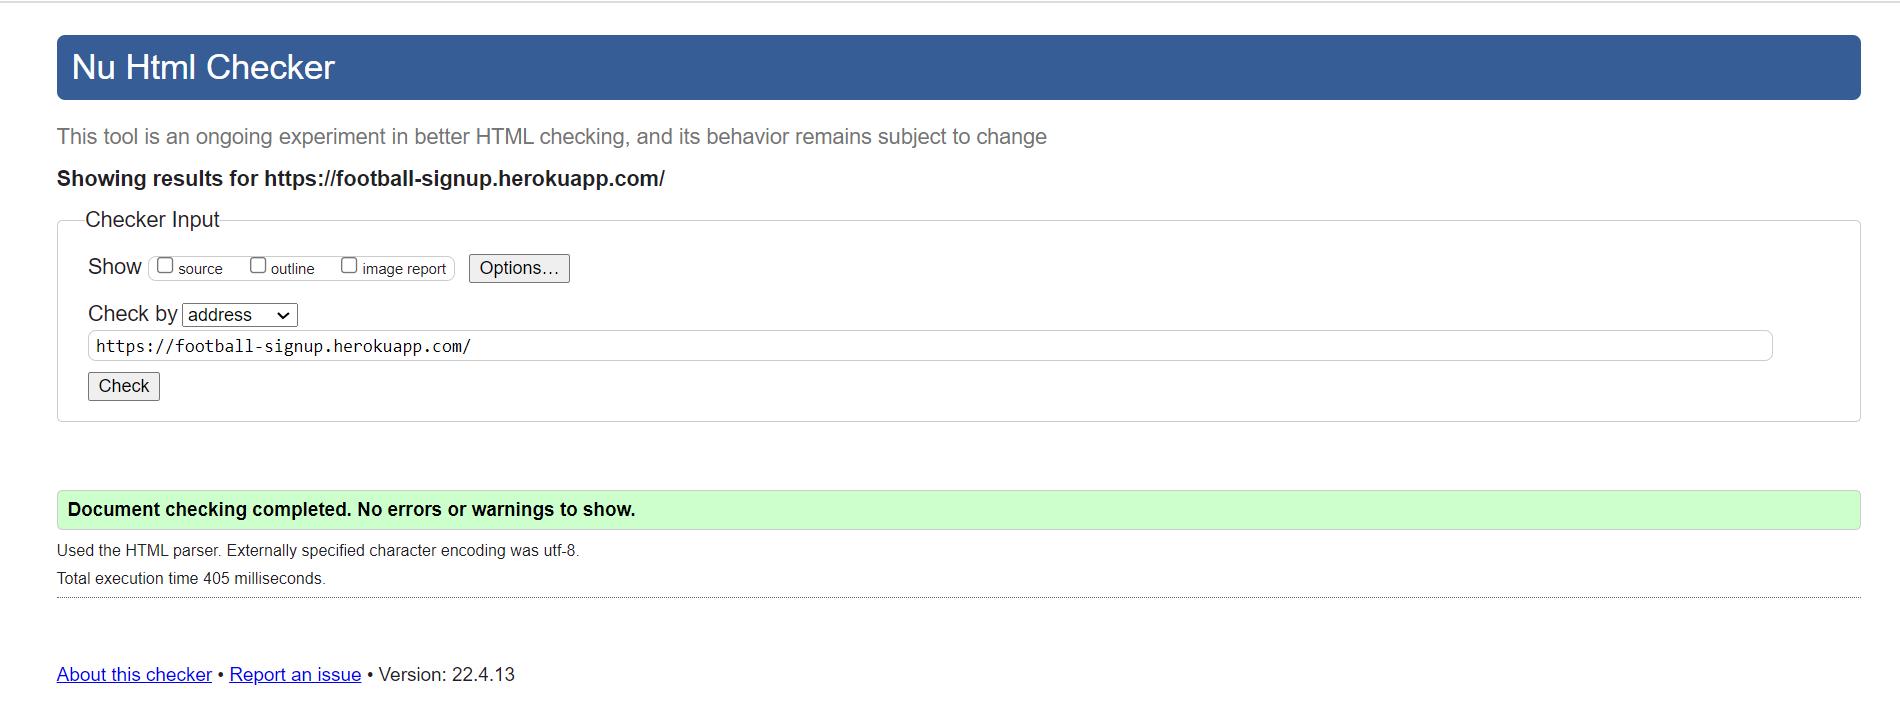 Nu Html Checker
This tool is an ongoing experiment in better HTML checking, and its behavior remains subject to change
Showing results for https://football-signup.herokuapp.com/
Checker Input
Show source outline image report Options...
Check by address
https://football-signup.herokuapp.com/
Check
Document checking completed. No errors or warnings to show.
Used the HTML parser. Externally specified character encoding was utf-8.
Total execution time 405 milliseconds.
About this checker • Report an issue • Version: 22.4.13